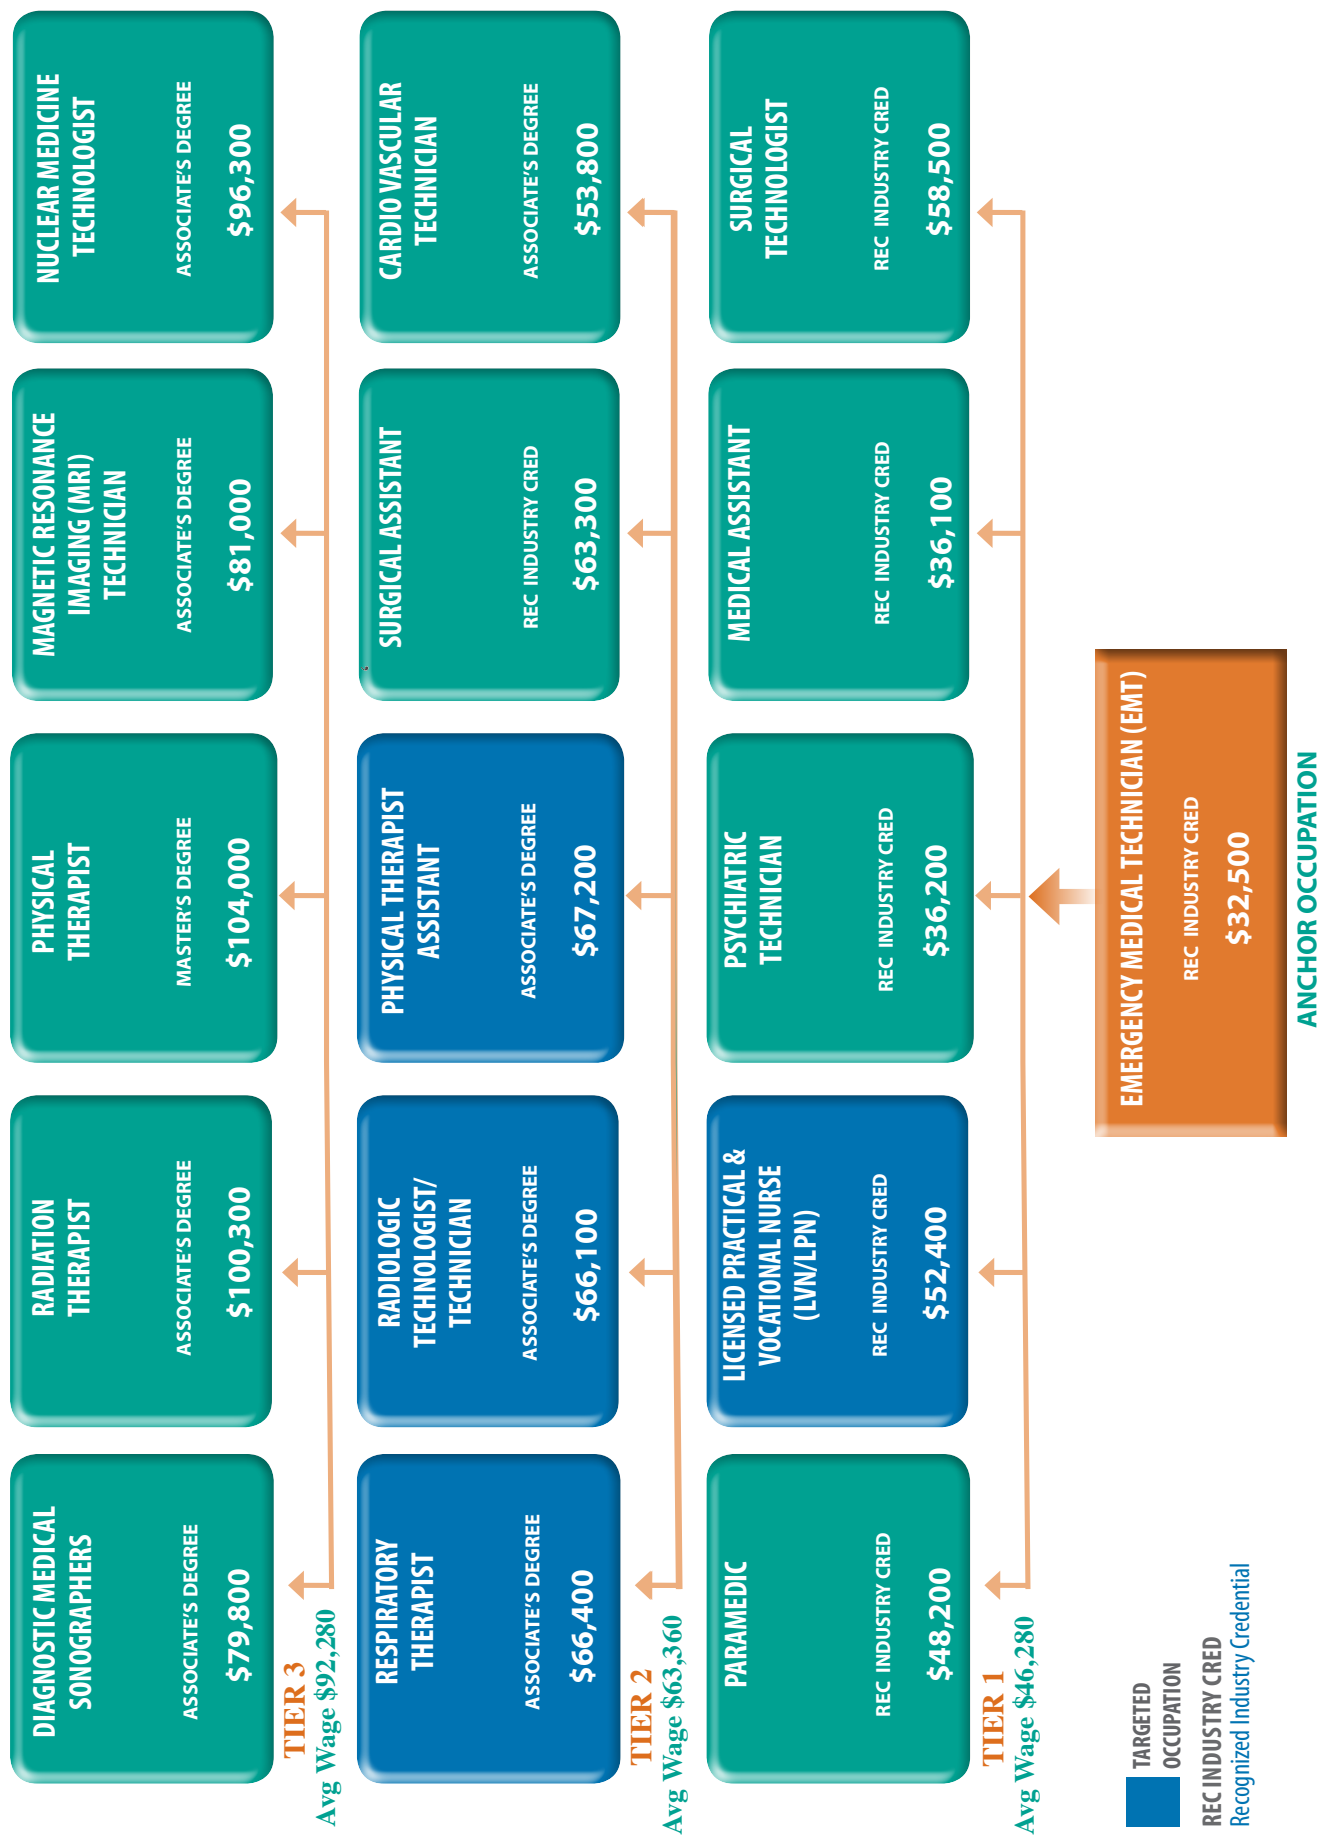 DIAGNOSTIC MEDICAL
SONOGRAPHERS
ASSOCIATE'S DEGREE
$79,800
RADIATION
THERAPIST
ASSOCIATE'S DEGREE
$100,300
PHYSICAL
THERAPIST
MASTER'S DEGREE
$104,000
MAGNETIC RESONANCE
IMAGING (MRI)
TECHNICIAN
ASSOCIATE'S DEGREE
$81,000
NUCLEAR MEDICINE
TECHNOLOGIST
ASSOCIATE'S DEGREE
$96,300
TIER 3
Avg Wage $92,280
RESPIRATORY
THERAPIST
ASSOCIATE'S DEGREE
$66,400
RADIOLOGIC
TECHNOLOGIST/
TECHNICIAN
ASSOCIATE'S DEGREE
$66,100
PHYSICAL THERAPIST
ASSISTANT
ASSOCIATE'S DEGREE
$67,200
SURGICAL ASSISTANT
REC INDUSTRY CRED
$63,300
CARDIO VASCULAR
TECHNICIAN
ASSOCIATE'S DEGREE
$53,800
TIER 2
Avg Wage $63,360
PARAMEDIC
REC INDUSTRY CRED
$48,200
LICENSED PRACTICAL &
VOCATIONAL NURSE
(LVN/LPN)
REC INDUSTRY CRED
$52,400
PSYCHIATRIC
TECHNICIAN
REC INDUSTRY CRED
$36,200
MEDICAL ASSISTANT
REC INDUSTRY CRED
$36,100
SURGICAL
TECHNOLOGIST
REC INDUSTRY CRED
$58,500
TIER 1
Avg Wage $46,280
EMERGENCY MEDICAL TECHNICIAN (EMT)
REC INDUSTRY CRED
$32,500
ANCHOR OCCUPATION
TARGETED
OCCUPATION
REC INDUSTRY CRED
Recognized Industry Credential